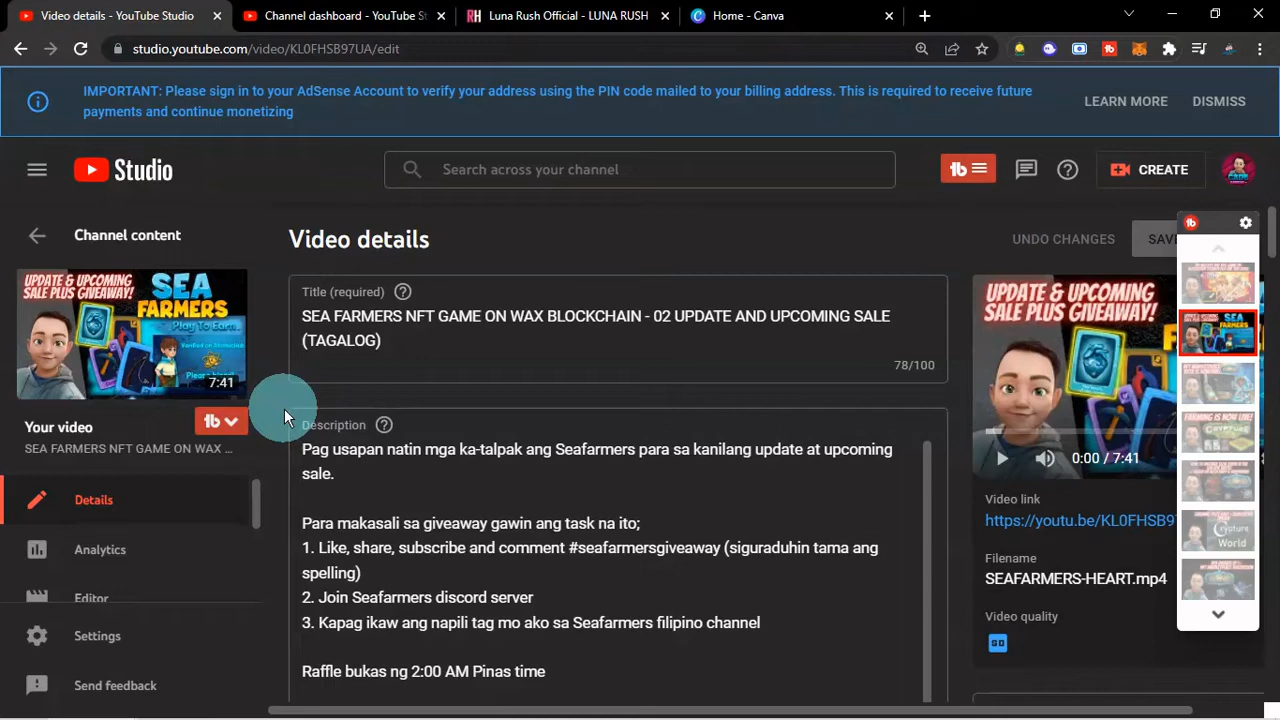 Video details - YouTube Studio
Channel dashboard - YouTube S
Luna Rush Official - LUNA RUSH
Home - Canva
studio.youtube.com/video/KL0FHSB97UA/edit
IMPORTANT: Please sign in to your AdSense Account to verify your address using the PIN code mailed to your billing address. This is required to receive future
payments and continue monetizing
LEARN MORE
DISMISS
Studio
Search across your channel
CREATE
Channel content
Video details
UNDO CHANGES
SAV
UPDATE & UPCOMING
SALE PLUS GIVEAWAY!
SEA
FARMERS
Play To Earn
7:41
Your video
SEA FARMERS NFT GAME ON WAX ...
Details
Analytics
Editor
Settings
Send feedback
Title (required)
SEA FARMERS NFT GAME ON WAX BLOCKCHAIN - 02 UPDATE AND UPCOMING SALE
(TAGALOG)
78/100
Description
Pag usapan natin mga ka-talpak ang Seafarmers para sa kanilang update at upcoming
sale.
Para makasali sa giveaway gawin ang task na ito;
1. Like, share, subscribe and comment #seafarmersgiveaway (siguraduhin tama ang
spelling)
2. Join Seafarmers discord server
3. Kapag ikaw ang napili tag mo ako sa Seafarmers filipino channel
Raffle bukas ng 2:00 AM Pinas time
UPDATE & UPCOMING
SALE PLUS GIVEAWAY!
0:00 / 7:41
Video link
https://youtu.be/KL0FHSB9
Filename
SEAFARMERS-HEART.mp4
Video quality
SD